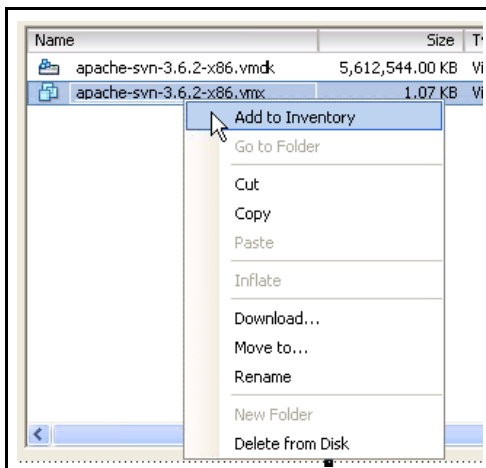 Name Size
apache-svn-3.6.2-x86.vmdk 5,612,544.00 KB Vi
apache-svn-3.6.2-x86.vmx 1.07 KB Vi
Add to Inventory
Go to Folder
Cut
Copy
Paste
Inflate
Download...
Move to...
Rename
New Folder
Delete from Disk